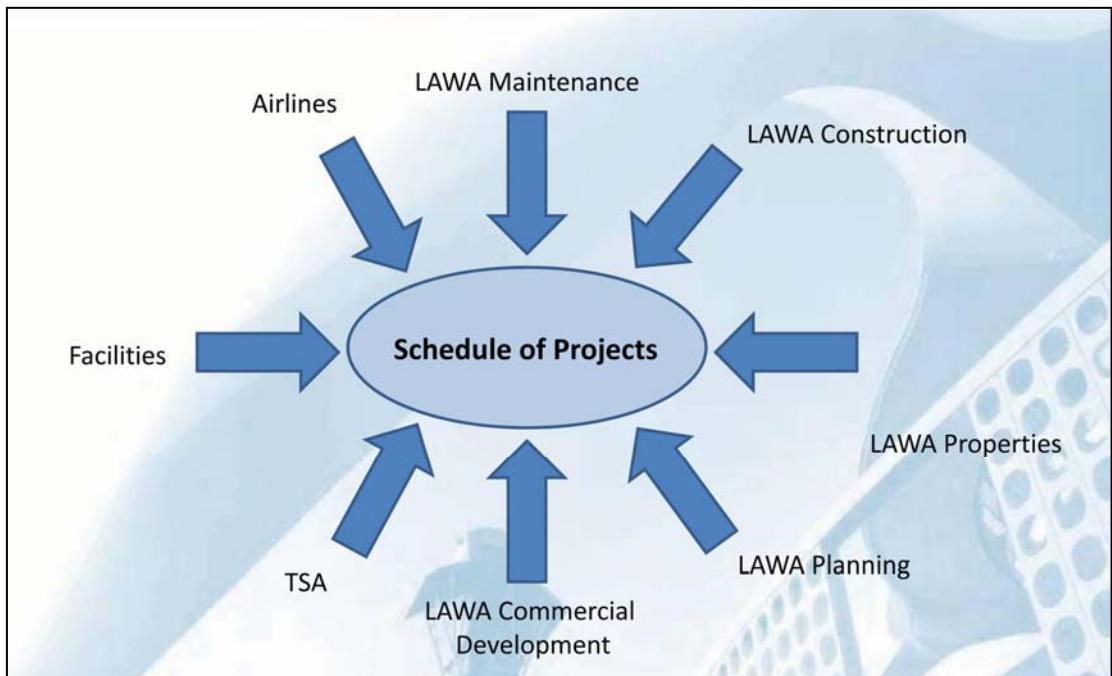 LAWA Maintenance
Airlines
LAWA Construction
Schedule of Projects
Facilities
LAWA Properties
LAWA Planning
TSA
LAWA Commercial
Development